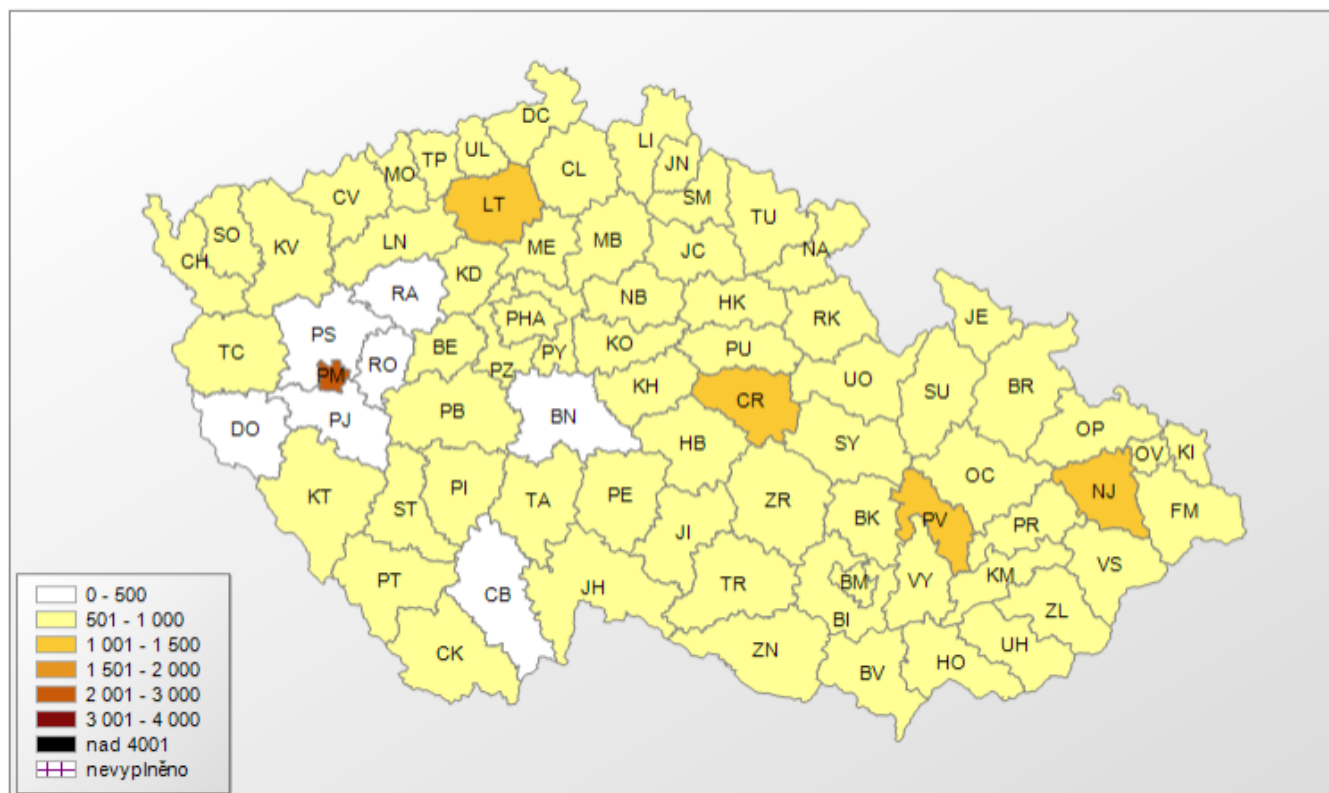 DC
LI
UL
TP
JN
MO
CL
CV
SM
LT
TU
SO
KV
LN
ME
MB
JC
NA
CH
KD
RA
NB
HK
JE
PHA
RK
PS
TC
BE
RO
PY
KO
PU
PM
PZ
UO
SU
BR
KH
CR
PB
BN
PJ
DO
HB
SY
OP
OV
KI
OC
NJ
KT
PI
ST
TA
PE
ZR
BK
PV
PR
FM
JI
VS
PT
CB
JH
TR
BM
VY
KM
ZL
BI
UH
CK
ZN
BV
HO
0 - 500
501 - 1 000
1 001 - 1 500
1 501 - 2 000
2 001 - 3 000
3 001 - 4 000
nad 4001
nevyplněno